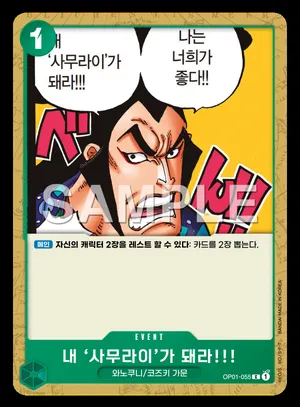 1
내
‘사무라이’가
돼라!!!
나는
너희가
좋다!!
SAMPLE
메인 자신의 캐릭터 2장을 레스트 할 수 있다: 카드를 2장 뽑는다.
EVENT
내 ‘사무라이’가 돼라!!!
와노쿠니/코즈키 가문
OP01-055